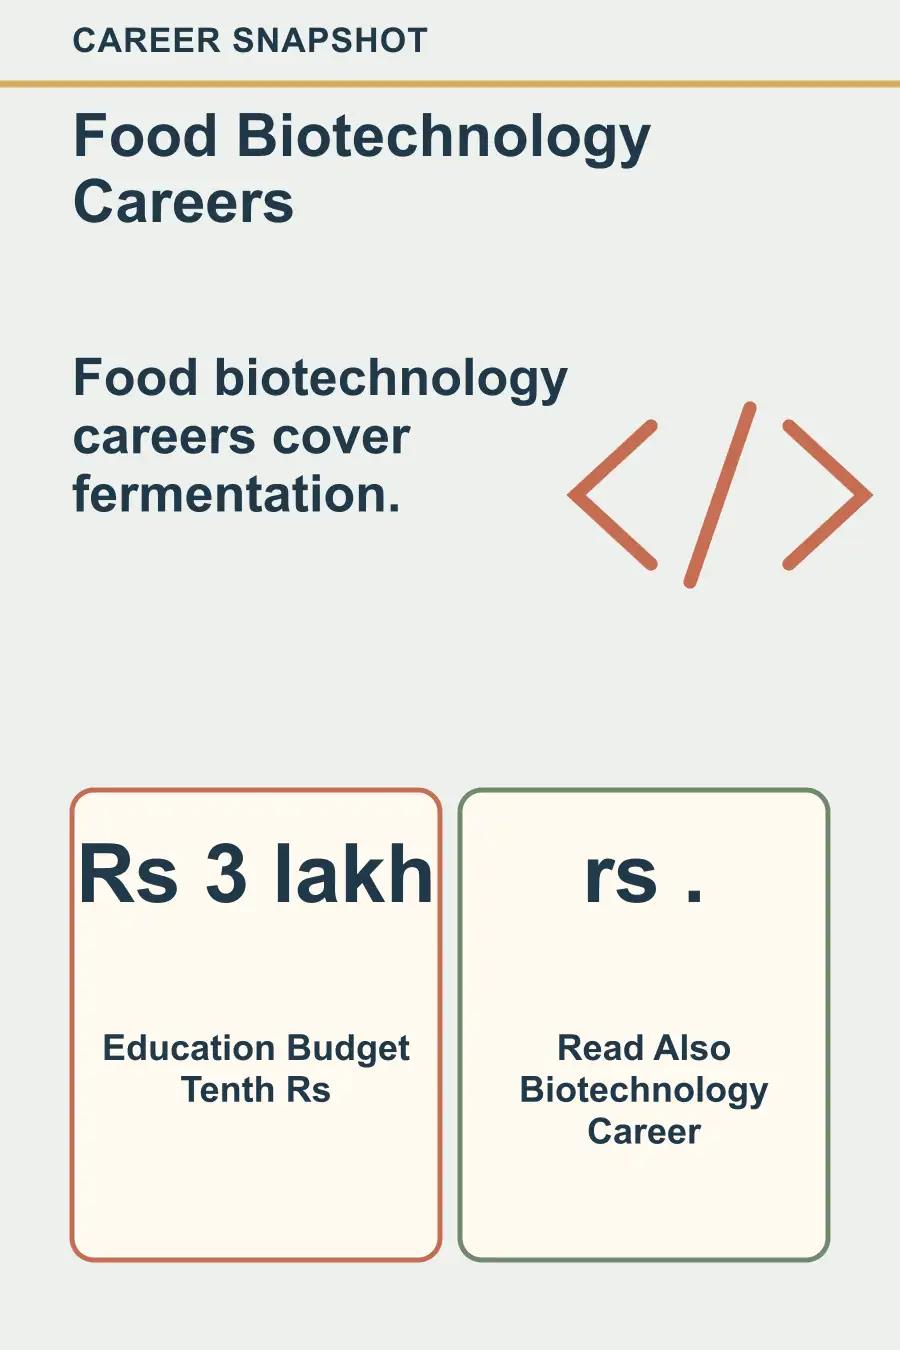 CAREER SNAPSHOT
Food Biotechnology
Careers
Food biotechnology
careers cover
fermentation.
Rs 3 lakh
Education Budget
Tenth Rs
rs .
Read Also
Biotechnology
Career